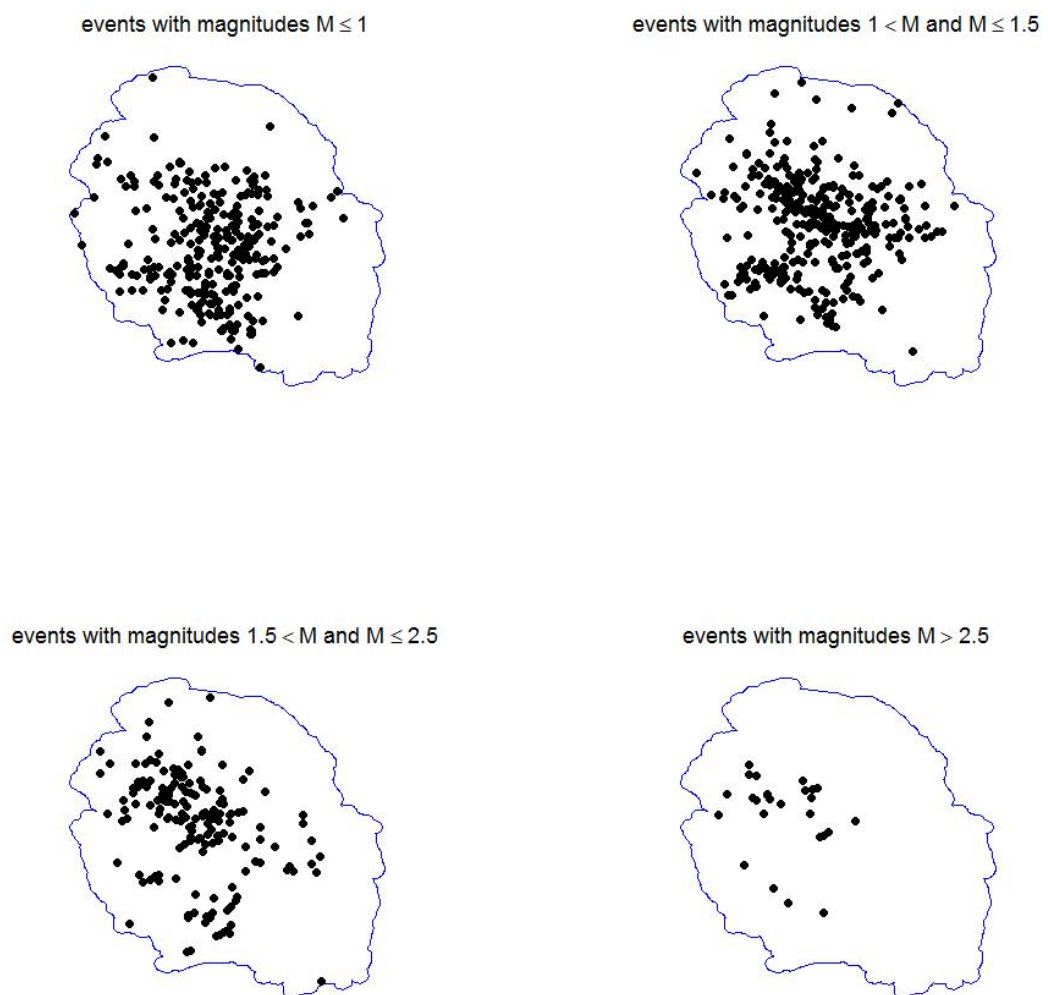 events with magnitudes M ≤ 1
events with magnitudes 1 < M and M ≤ 1.5
events with magnitudes 1.5 < M and M ≤ 2.5
events with magnitudes M > 2.5